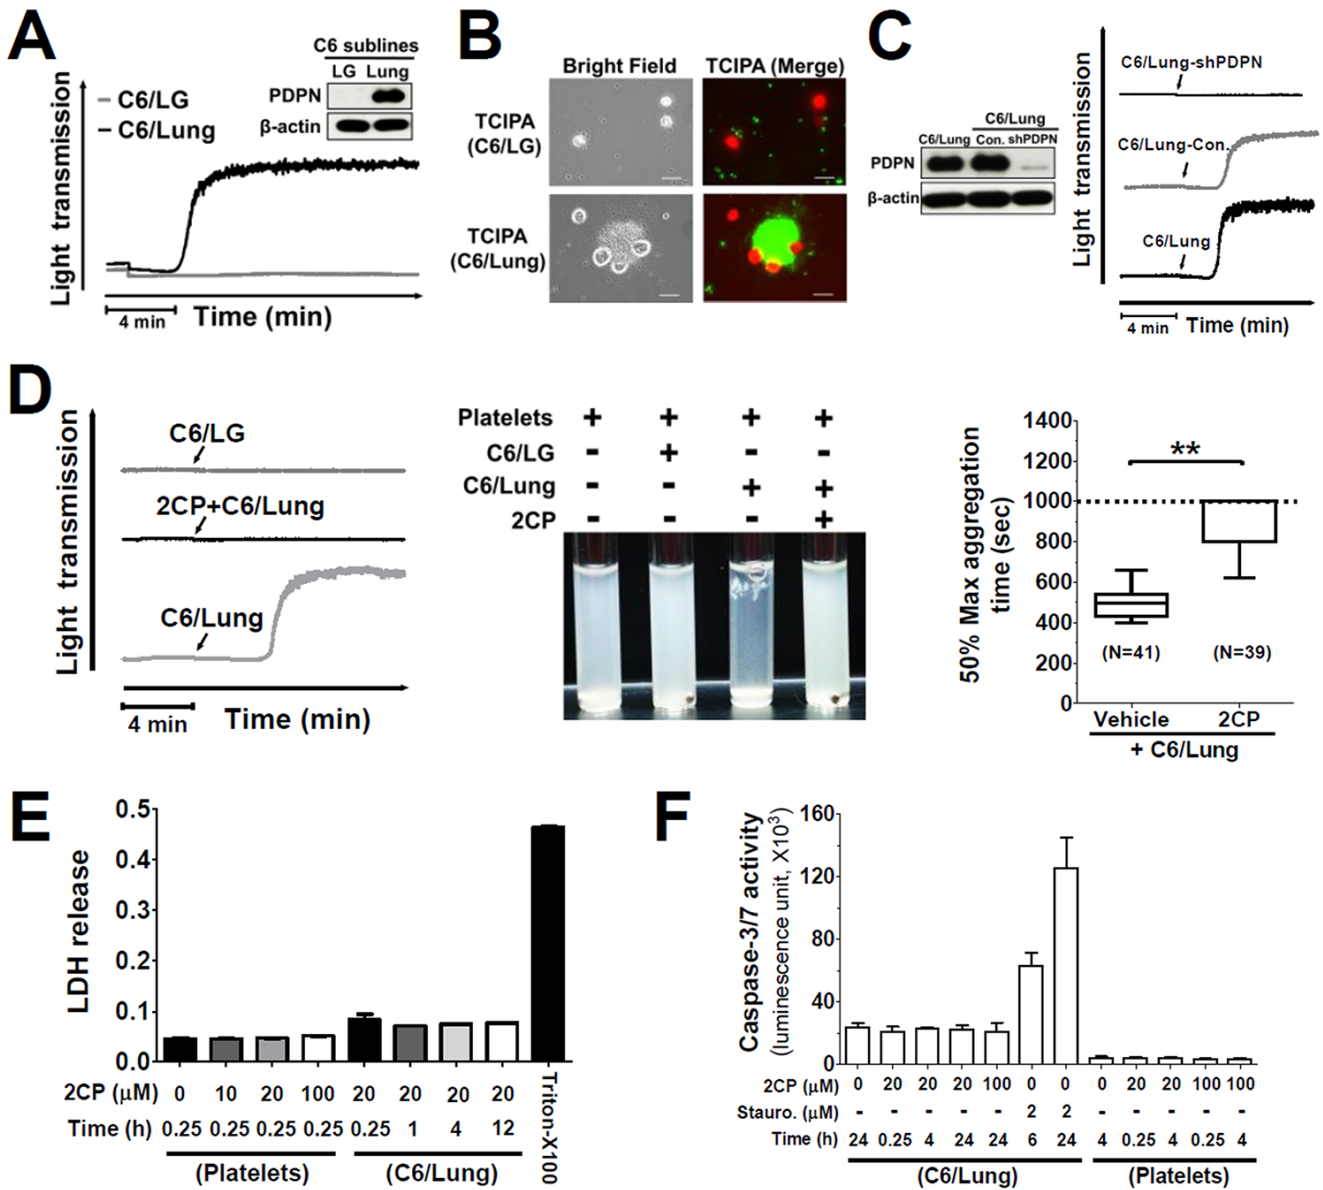 A
Light transmission
C6/LG
C6/Lung
C6 sublines
LG Lung
PDPN
β-actin
4 min
Time (min)
B
Bright Field TCIPA (Merge)
TCIPA
(C6/LG)
TCIPA
(C6/Lung)
C
C6/Lung
C6/Lung Con. shPDPN
PDPN
β-actin
Light transmission
C6/Lung-shPDPN
C6/Lung-Con.
C6/Lung
4 min
Time (min)
D
Light transmission
C6/LG
2CP+C6/Lung
C6/Lung
4 min
Time (min)
Platelets + + + +
C6/LG - + - -
C6/Lung - - + +
2CP - - - +
50% Max aggregation
time (sec)
1400
1200
1000
800
600
400
200
0
**
(N=41) (N=39)
Vehicle 2CP
+ C6/Lung
E
LDH release
0.5
0.4
0.3
0.2
0.1
0.0
2CP (μM) 0 10 20 100 20 20 20 20
Time (h) 0.25 0.25 0.25 0.25 0.25 1 4 12
(Platelets) (C6/Lung)
Triton-X100
F
Caspase-3/7 activity
(luminescence unit, X10³)
160
120
80
40
0
2CP (μM) 0 20 20 20 100 0 0 0 20 20 100 100
Stauro. (μM) - - - - - 2 2 - - - - -
Time (h) 24 0.25 4 24 24 6 24 4 0.25 4 0.25 4
(C6/Lung) (Platelets)